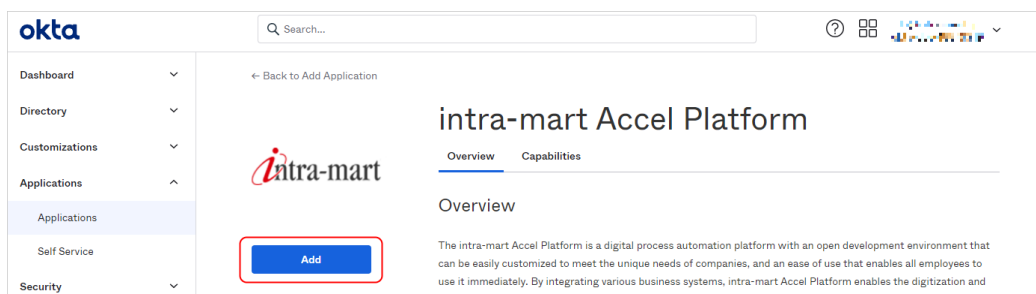 okta
Search...
Dashboard
Directory
Customizations
Applications
Applications
Self Service
Security
← Back to Add Application
intra-mart
Add
intra-mart Accel Platform
Overview Capabilities
Overview
The intra-mart Accel Platform is a digital process automation platform with an open development environment that
can be easily customized to meet the unique needs of companies, and an ease of use that enables all employees to
use it immediately. By integrating various business systems, intra-mart Accel Platform enables the digitization and